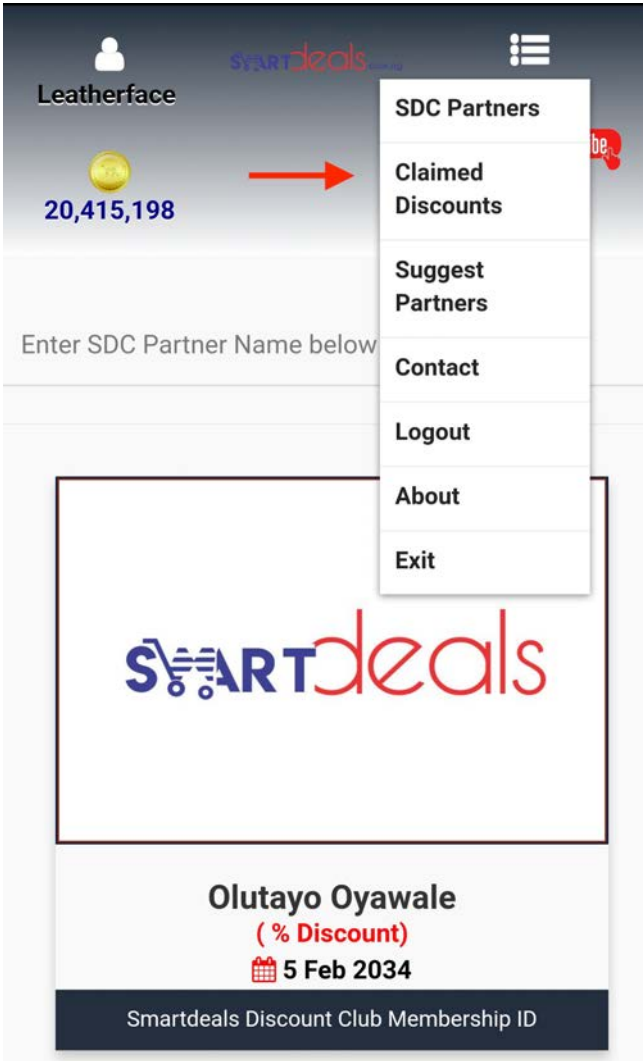 Leatherface
SMARTdeals
20,415,198
SDC Partners
Claimed
Discounts
Suggest
Partners
Contact
Logout
About
Exit
be
Enter SDC Partner Name below
SMARTdeals
Olutayo Oyawale
( % Discount)
5 Feb 2034
Smartdeals Discount Club Membership ID